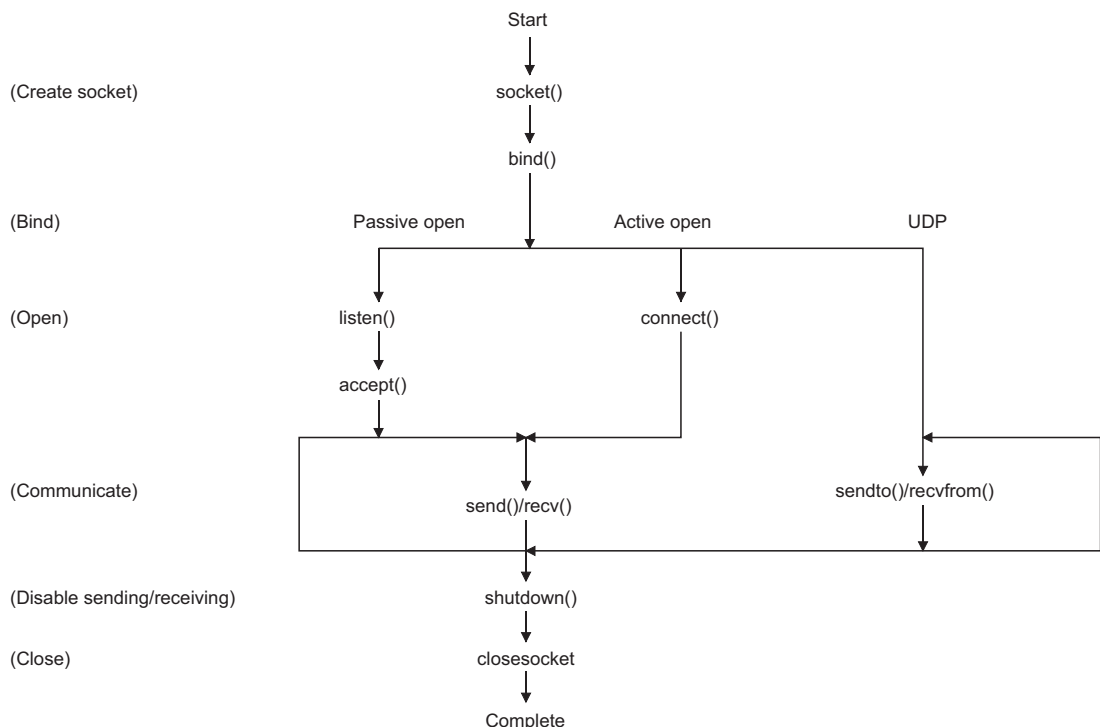 Start
(Create socket) socket()
bind()
(Bind) Passive open Active open UDP
(Open) listen() connect()
accept()
(Communicate) send()/recv() sendto()/recvfrom()
(Disable sending/receiving) shutdown()
(Close) closesocket
Complete